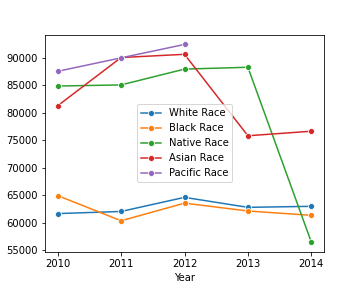 90000
85000
80000
75000
70000
65000
60000
55000
White Race
Black Race
Native Race
Asian Race
Pacific Race
2010 2011 2012 2013 2014
Year